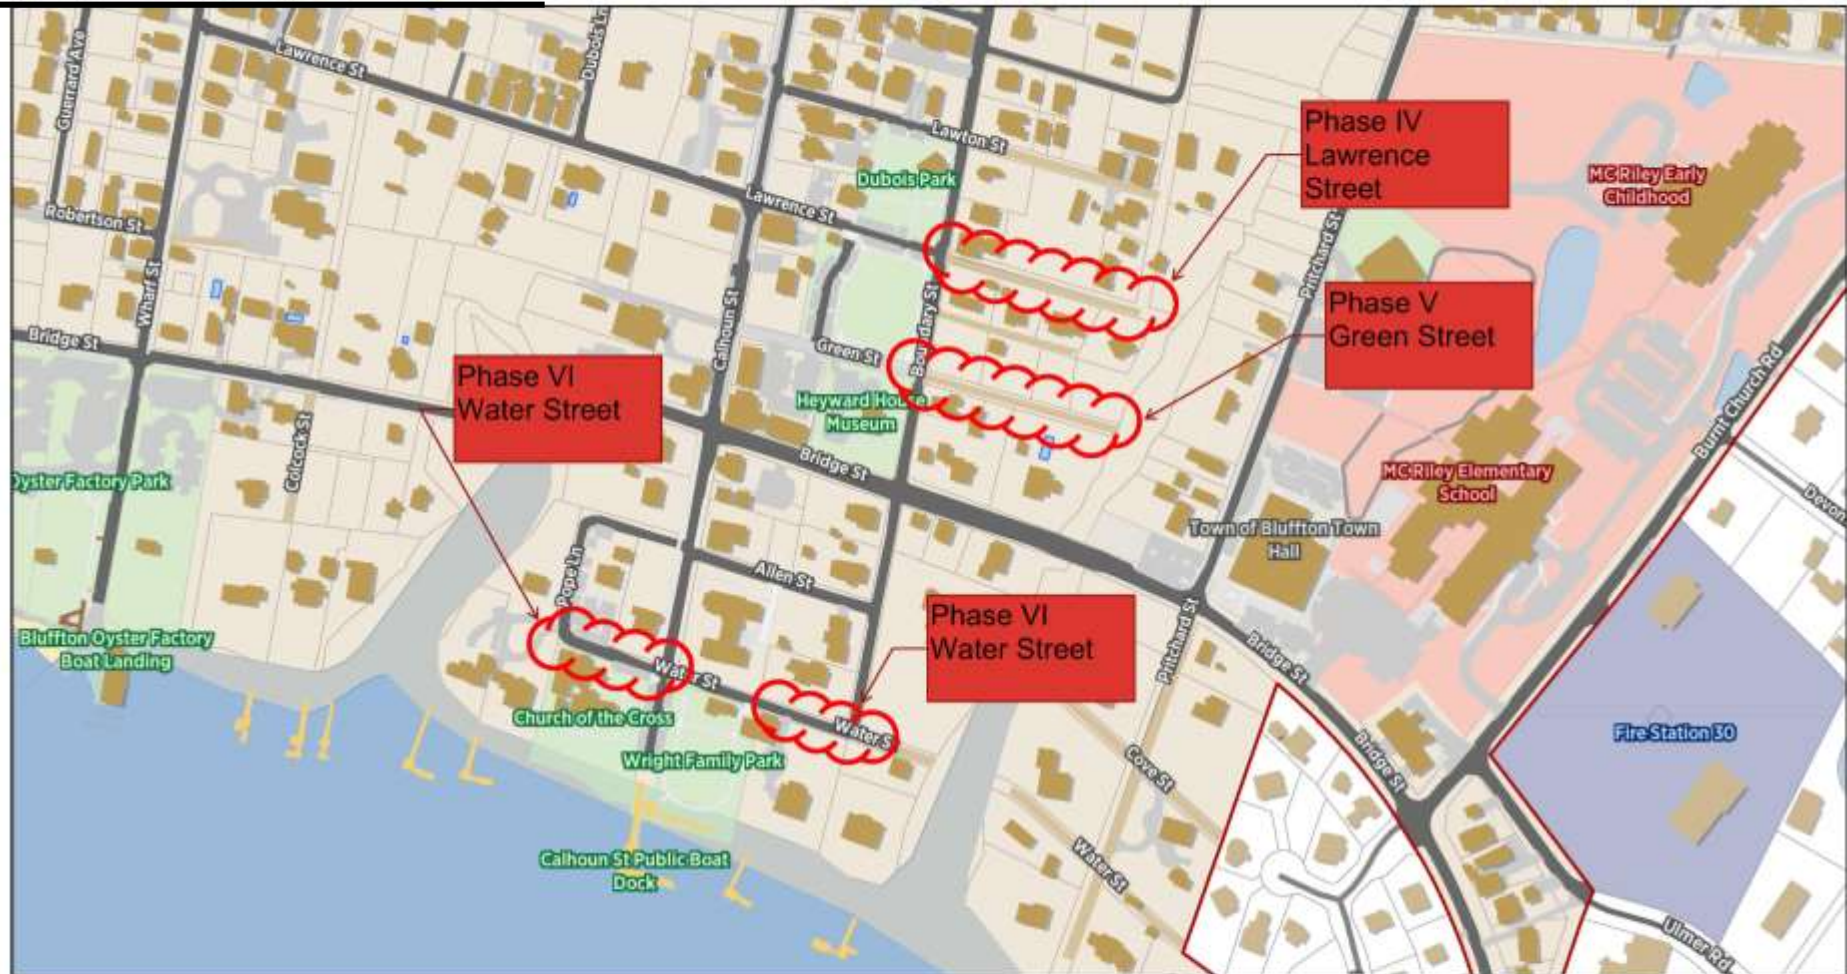 Guerrard Ave
Lawrence St
Dubois Ln
Lawton St
Dubois Park
Lawrence St
Phase IV
Lawrence
Street
MC Riley Early
Childhood
Robertson St
Wharf St
Calhoun St
Boundary St
Pritchard St
Phase V
Green Street
Bridge St
Green St
Phase VI
Water Street
Heyward House
Museum
Colcock St
Bridge St
Burnt Church Rd
Oyster Factory Park
MC Riley Elementary
School
Devon
Town of Bluffton Town
Hall
Pope Ln
Allen St
Phase VI
Water Street
Bluffton Oyster Factory
Boat Landing
Water St
Pritchard St
Bridge St
Church of the Cross
Water S
Wright Family Park
Cove St
Bridge St
Fire Station 30
Calhoun St Public Boat
Dock
Water St
Ulmer Rd